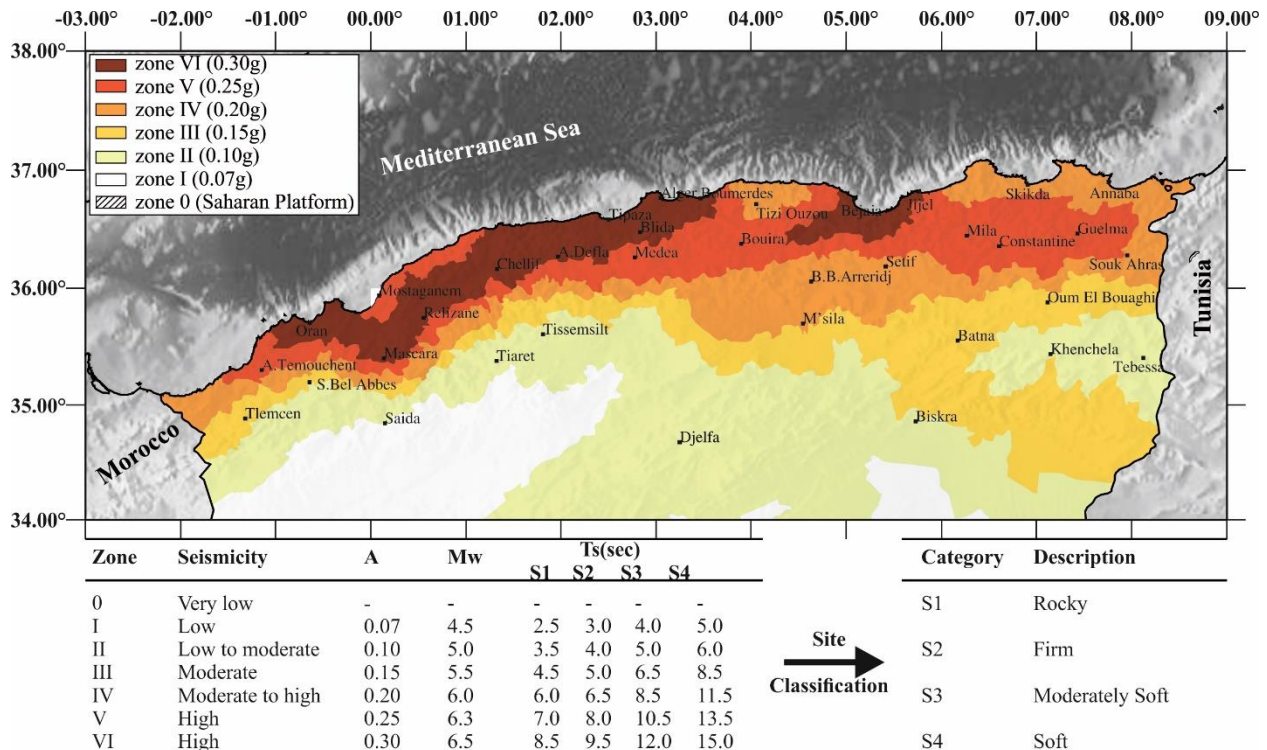 -03.00° -02.00° -01.00° 00.00° 01.00° 02.00° 03.00° 04.00° 05.00° 06.00° 07.00° 08.00° 09.00°
38.00°
zone VI (0.30g)
zone V (0.25g)
zone IV (0.20g)
zone III (0.15g)
zone II (0.10g)
zone I (0.07g)
zone 0 (Saharan Platform)
Mediterranean Sea
37.00°
Alger Boumerdes
Skikda
Annaba
Tipaza
Tizi Ouzou
Bejaia
Jijel
Blida
Bouira
Mila
Constantine
Guelma
Medea
A.Defla
Chellif
Setif
Souk Ahras
B.B.Arreridj
36.00°
Mostaganem
Oum El Bouaghi
Tunisia
Relizane
Oran
M'sila
Tissemsilt
Batna
Mascara
Tiaret
Khenchela
Tebessa
A.Temouchent
S.Bel Abbes
35.00°
Tlemcen
Saida
Biskra
Djelfa
Morocco
34.00°
Zone Seismicity A Mw Ts(sec)
S1 S2 S3 S4
0 Very low - - - - - -
I Low 0.07 4.5 2.5 3.0 4.0 5.0
II Low to moderate 0.10 5.0 3.5 4.0 5.0 6.0
III Moderate 0.15 5.5 4.5 5.0 6.5 8.5
IV Moderate to high 0.20 6.0 6.0 6.5 8.5 11.5
V High 0.25 6.3 7.0 8.0 10.5 13.5
VI High 0.30 6.5 8.5 9.5 12.0 15.0
Site
Classification
Category Description
S1 Rocky
S2 Firm
S3 Moderately Soft
S4 Soft